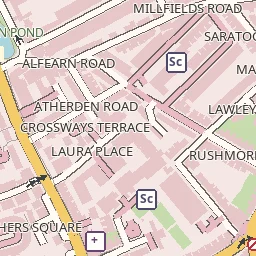 MILLFIELDS ROAD
N POND
SARATO
Sc
ALFEARN ROAD
MA
ATHERDEN ROAD
LAWLEY
CROSSWAYS TERRACE
LAURA PLACE
RUSHMOR
Sc
HERS SQUARE